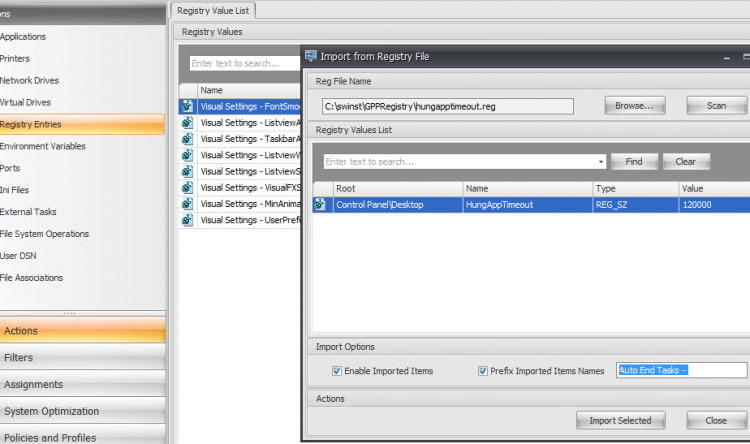 ons
Applications
Printers
Network Drives
Virtual Drives
Registry Entries
Environment Variables
Ports
Ini Files
External Tasks
File System Operations
User DSN
File Associations
Actions
Filters
Assignments
System Optimization
Policies and Profiles
Registry Value List
Registry Values
Enter text to search...
Name
Visual Settings - FontSmo
Visual Settings - ListviewA
Visual Settings - TaskbarA
Visual Settings - ListviewW
Visual Settings - ListviewS
Visual Settings - VisualFXS
Visual Settings - MinAnima
Visual Settings - UserPrefe
Import from Registry File
Reg File Name
C:\swinst\GPPRegistry\hungapptimeout.reg
Browse...
Scan
Registry Values List
Enter text to search...
Find
Clear
Root Name Type Value
Control Panel\Desktop HungAppTimeout REG_SZ 120000
Import Options
Enable Imported Items
Prefix Imported Items Names
Auto End Tasks -
Actions
Import Selected
Close